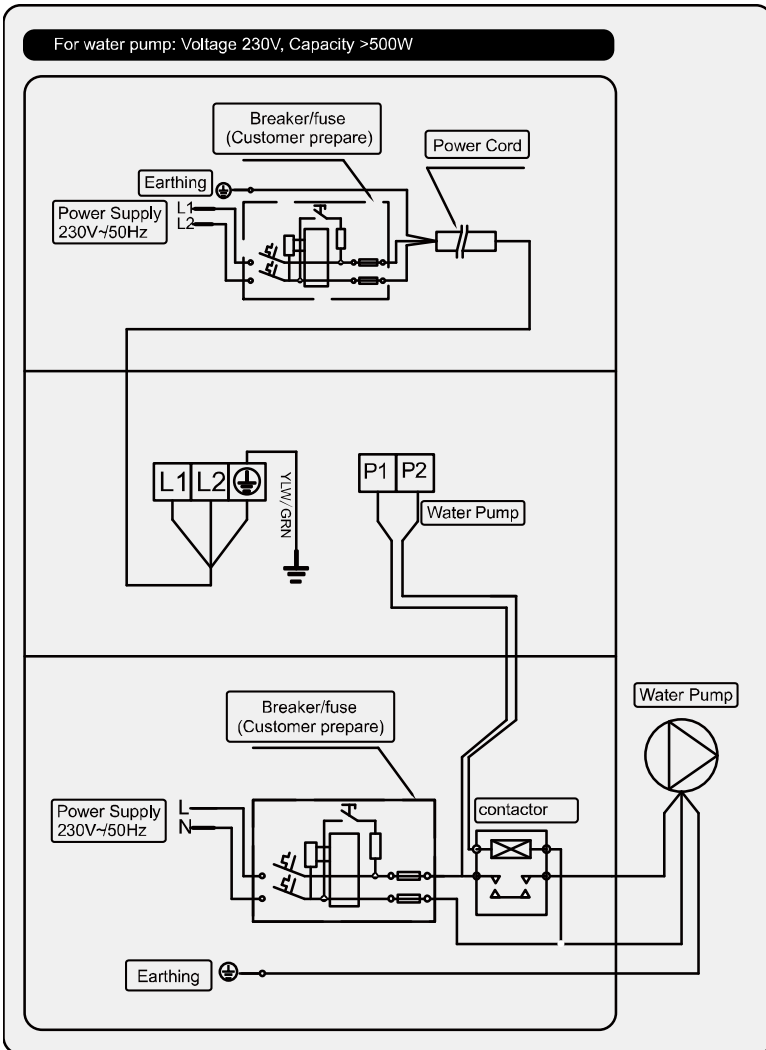 For water pump: Voltage 230V, Capacity >500W
Breaker/fuse
(Customer prepare)
Power Cord
Earthing
Power Supply
230V~/50Hz
L1
L2
L1 L2
YLW/GRN
P1 P2
Water Pump
Water Pump
Breaker/fuse
(Customer prepare)
Power Supply
230V~/50Hz
L
N
contactor
Earthing